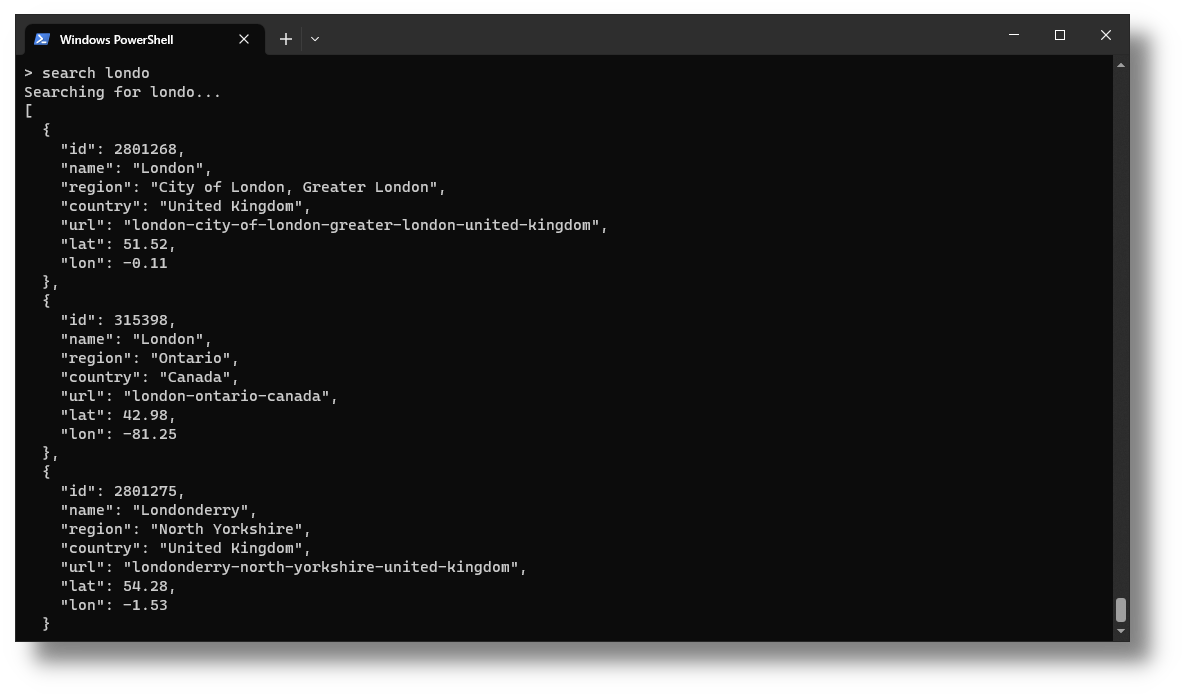 Windows PowerShell
> search londo
Searching for londo...
[
  {
    "id": 2801268,
    "name": "London",
    "region": "City of London, Greater London",
    "country": "United Kingdom",
    "url": "london-city-of-london-greater-london-united-kingdom",
    "lat": 51.52,
    "lon": -0.11
  },
  {
    "id": 315398,
    "name": "London",
    "region": "Ontario",
    "country": "Canada",
    "url": "london-ontario-canada",
    "lat": 42.98,
    "lon": -81.25
  },
  {
    "id": 2801275,
    "name": "Londonderry",
    "region": "North Yorkshire",
    "country": "United Kingdom",
    "url": "londonderry-north-yorkshire-united-kingdom",
    "lat": 54.28,
    "lon": -1.53
  }